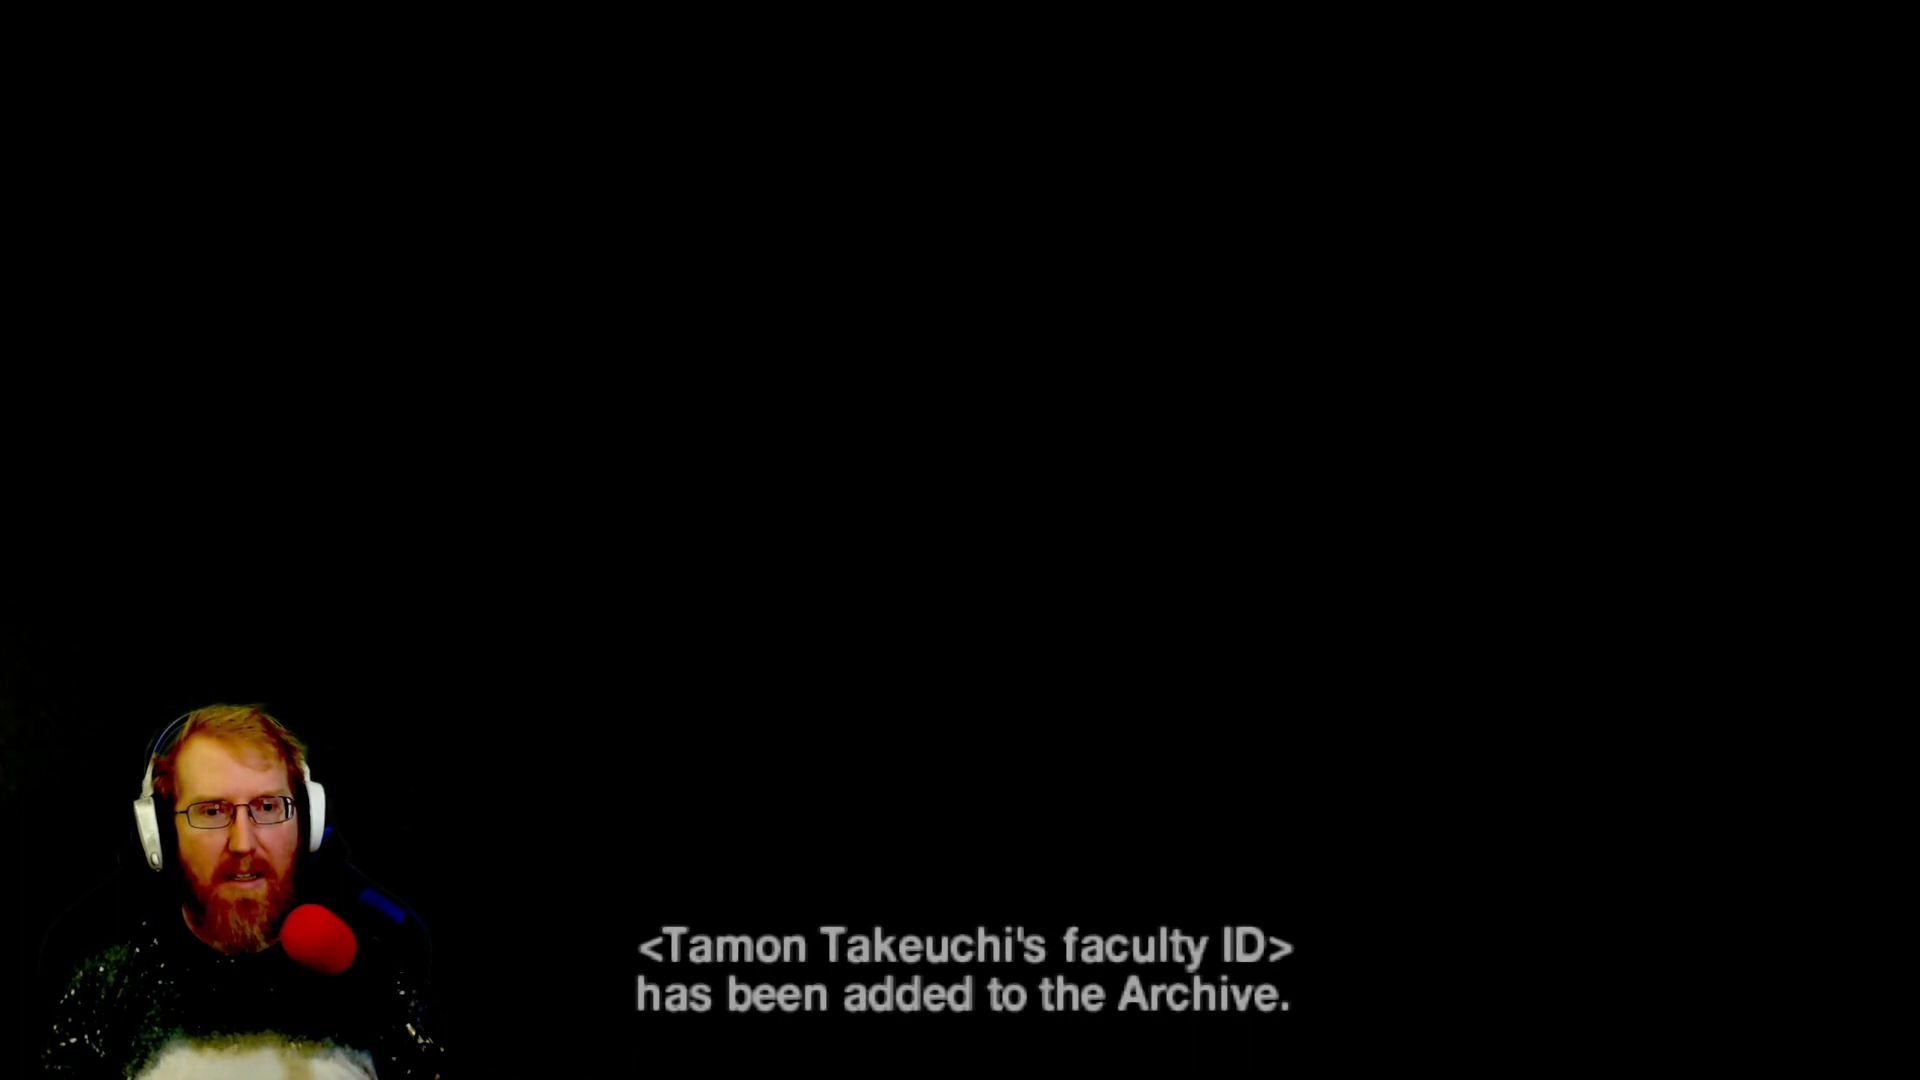 <Tamon Takeuchi's faculty ID>
has been added to the Archive.